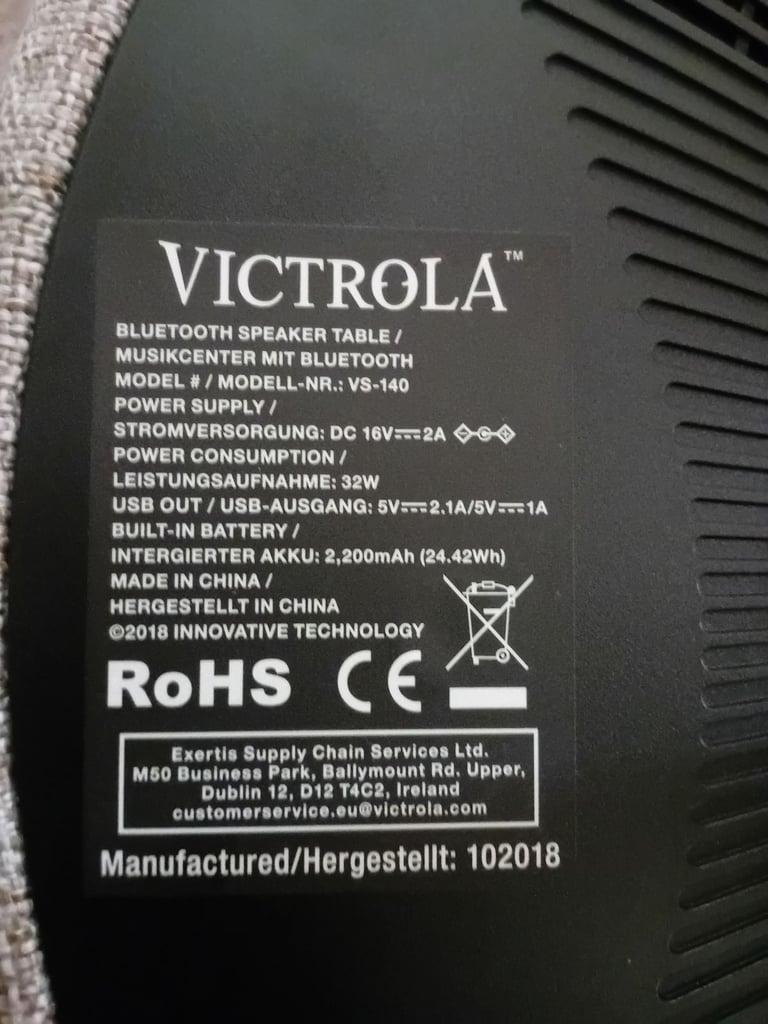 VICTROLA™
BLUETOOTH SPEAKER TABLE /
MUSIKCENTER MIT BLUETOOTH
MODEL # / MODELL-NR.: VS-140
POWER SUPPLY /
STROMVERSORGUNG: DC 16V⎓2A
POWER CONSUMPTION /
LEISTUNGSAUFNAHME: 32W
USB OUT / USB-AUSGANG: 5V⎓2.1A/5V⎓1A
BUILT-IN BATTERY /
INTERGIERTER AKKU: 2,200mAh (24.42Wh)
MADE IN CHINA /
HERGESTELLT IN CHINA
©2018 INNOVATIVE TECHNOLOGY
RoHS CE
Exertis Supply Chain Services Ltd.
M50 Business Park, Ballymount Rd. Upper,
Dublin 12, D12 T4C2, Ireland
customerservice.eu@victrola.com
Manufactured/Hergestellt: 102018